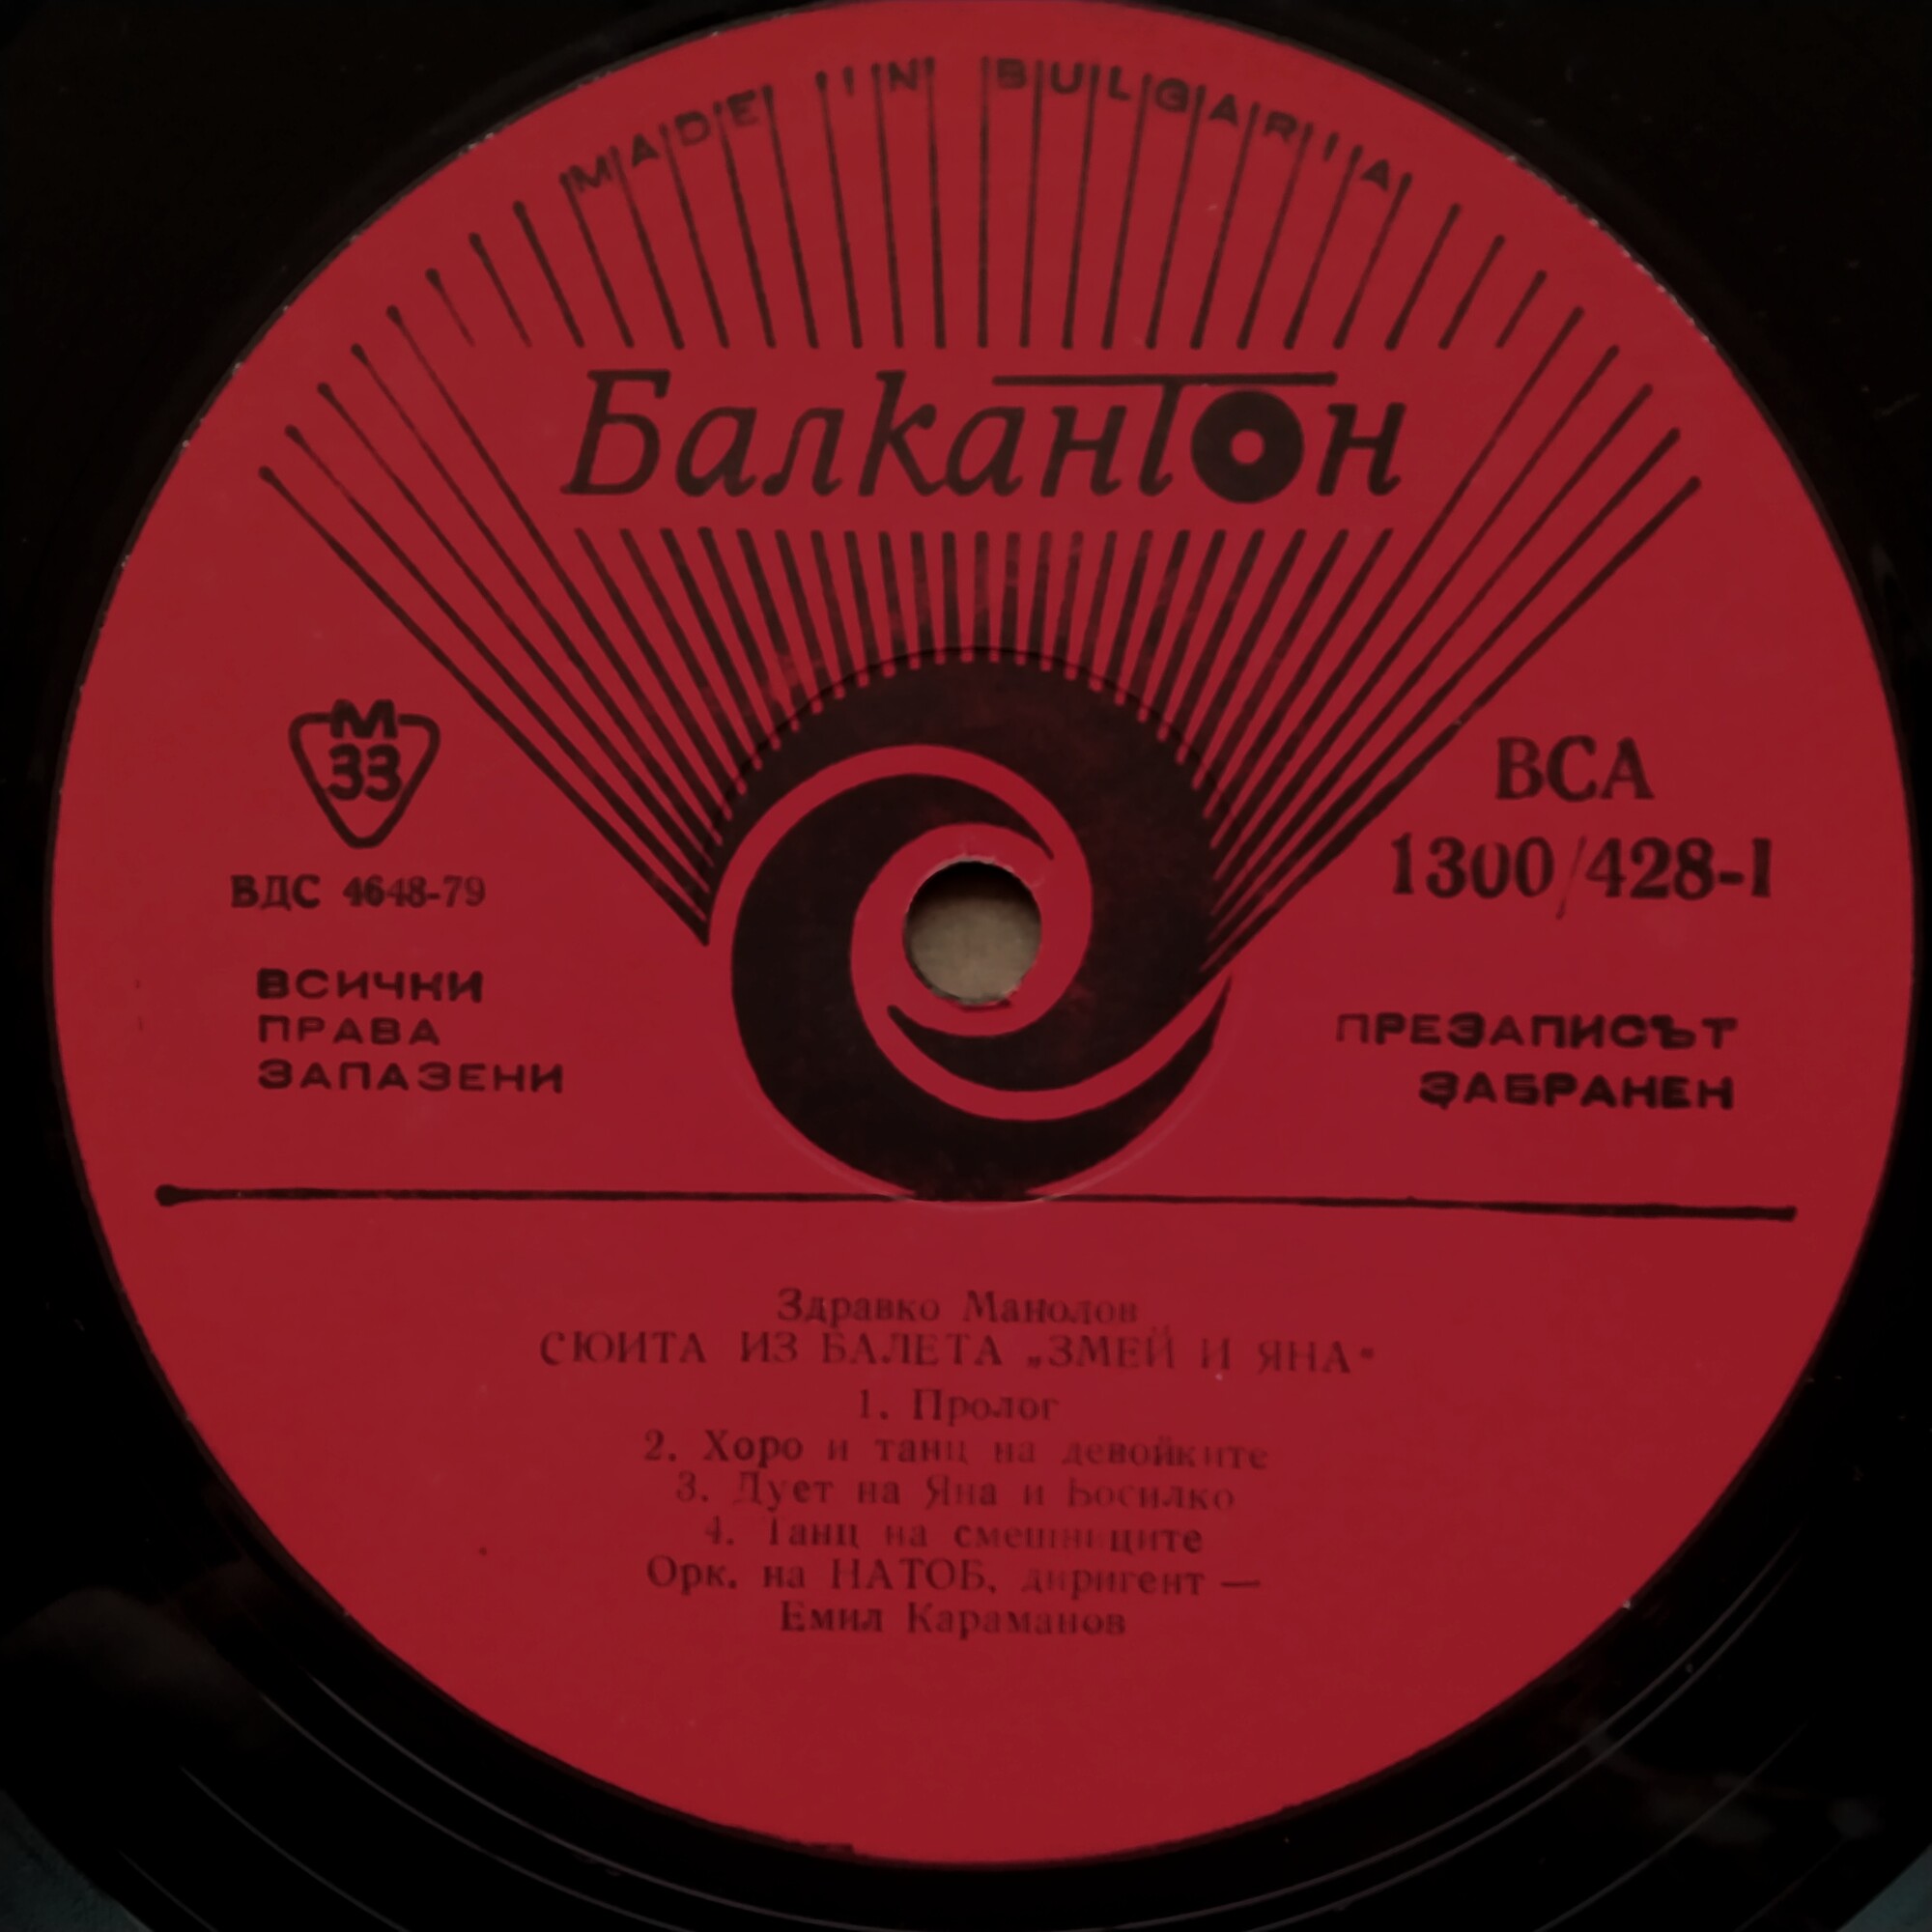 MADE IN BULGARIA
Балкантон
М
33
ВДС 4648-79
ВСИЧКИ
ПРАВА
ЗАПАЗЕНИ
ВСА
1300/428-I
ПРЕЗАПИСЪТ
ЗАБРАНЕН
Здравко Манолов
СЮИТА ИЗ БАЛЕТА „ЗМЕЙ И ЯНА"
1. Пролог
2. Хоро и танц на девойките
3. Дует на Яна и Босилко
4. Танц на смешниците
Орк. на НАТОБ, диригент —
Емил Караманов